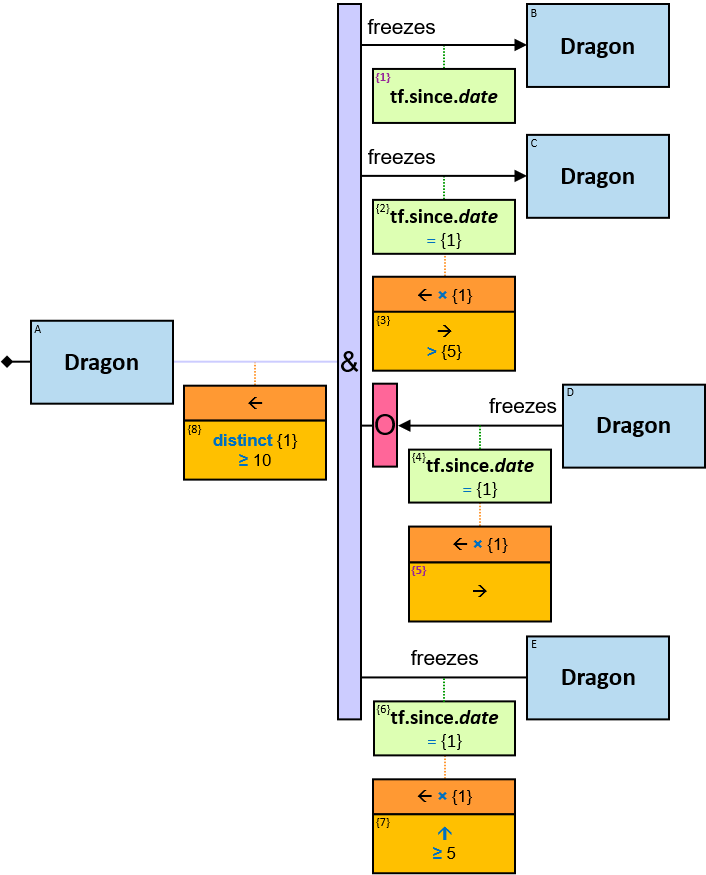 freezes
B
Dragon
{1}
tf.since.date
freezes
C
Dragon
{2}
tf.since.date
= {1}
← × {1}
{3}
→
> {5}
A
Dragon
&
←
{8}
distinct {1}
≥ 10
O
freezes
D
Dragon
{4}
tf.since.date
= {1}
← × {1}
{5}
→
freezes
E
Dragon
{6}
tf.since.date
= {1}
← × {1}
{7}
↑
≥ 5